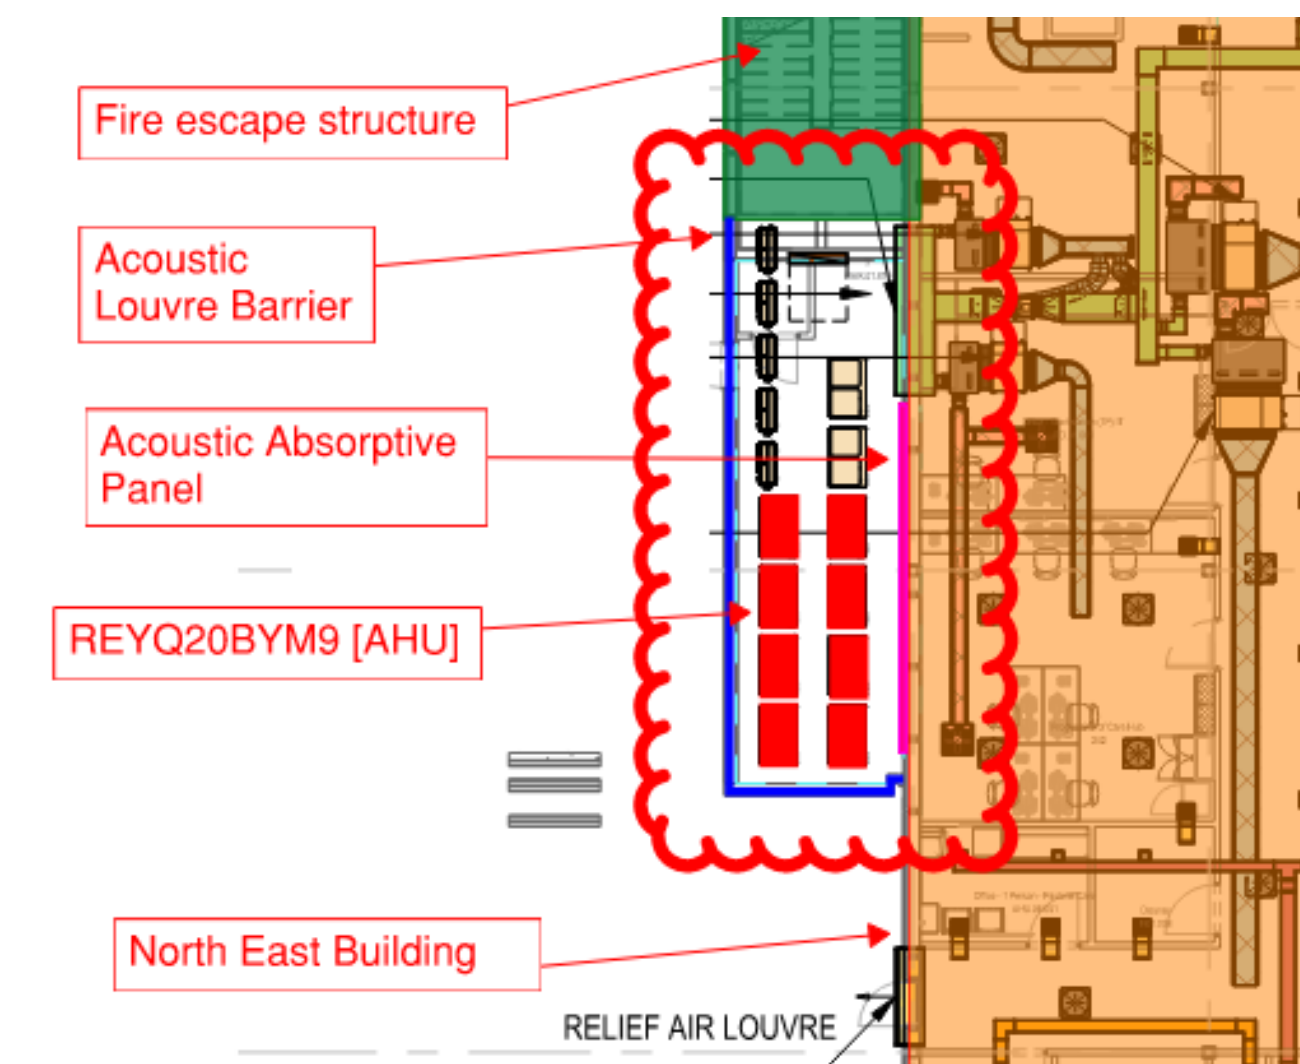 Fire escape structure
Acoustic
Louvre Barrier
Acoustic Absorptive
Panel
REYQ20BYM9 [AHU]
North East Building
RELIEF AIR LOUVRE